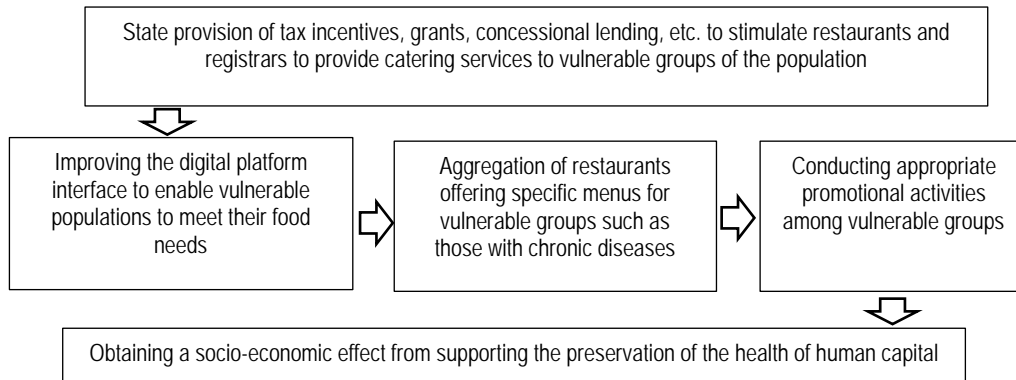 State provision of tax incentives, grants, concessional lending, etc. to stimulate restaurants and
registrars to provide catering services to vulnerable groups of the population
Improving the digital platform
interface to enable vulnerable
populations to meet their food
needs
Aggregation of restaurants
offering specific menus for
vulnerable groups such as
those with chronic diseases
Conducting appropriate
promotional activities
among vulnerable groups
Obtaining a socio-economic effect from supporting the preservation of the health of human capital